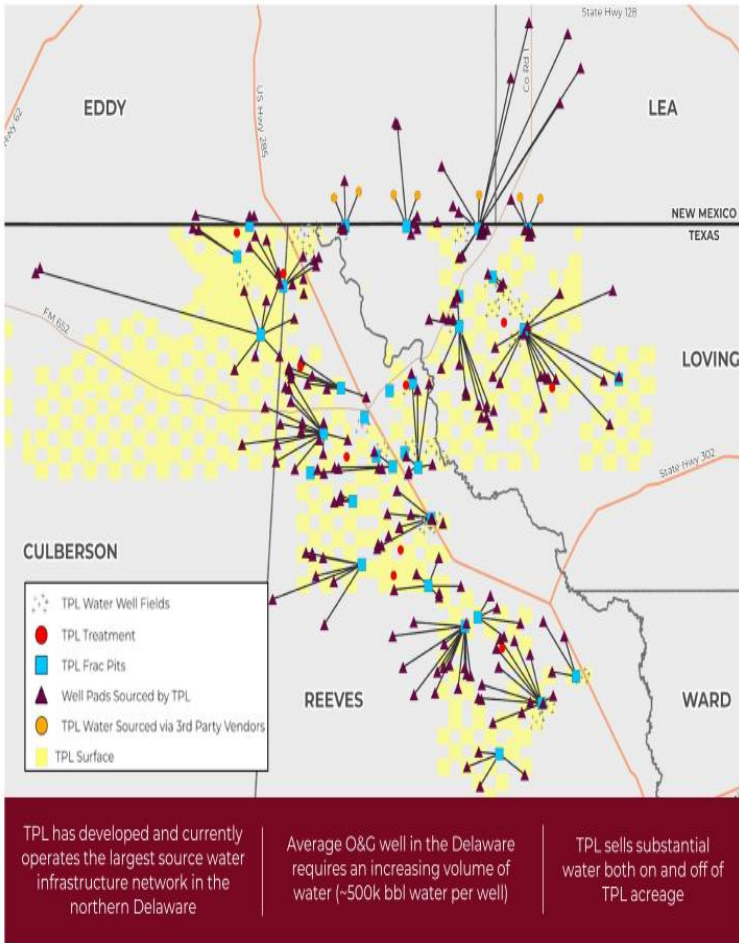 State Hwy 128
Co Rd 1
EDDY
US Hwy 285
LEA
Hwy 62
NEW MEXICO
TEXAS
FM 652
LOVING
State Hwy 302
CULBERSON
TPL Water Well Fields
TPL Treatment
TPL Frac Pits
Well Pads Sourced by TPL
TPL Water Sourced via 3rd Party Vendors
TPL Surface
REEVES
WARD
TPL has developed and currently
operates the largest source water
infrastructure network in the
northern Delaware
Average O&G well in the Delaware
requires an increasing volume of
water (~500k bbl water per well)
TPL sells substantial
water both on and off of
TPL acreage